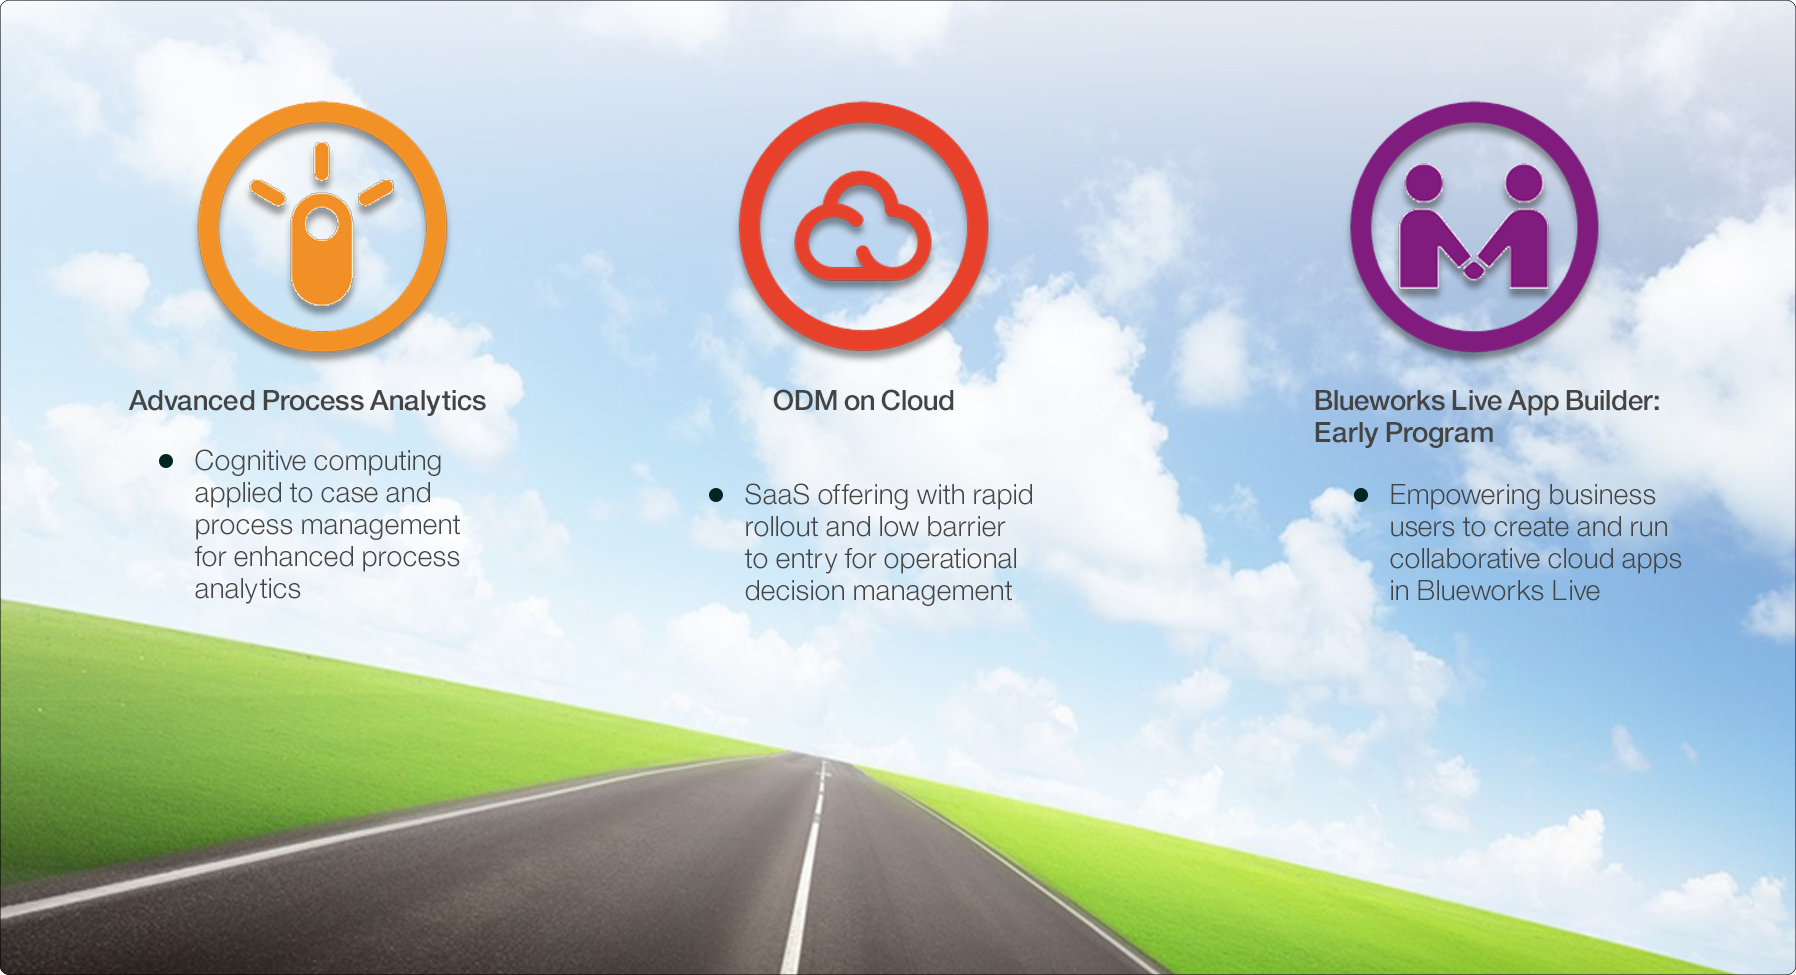 Advanced Process Analytics
Cognitive computing
applied to case and
process management
for enhanced process
analytics
ODM on Cloud
SaaS offering with rapid
rollout and low barrier
to entry for operational
decision management
Blueworks Live App Builder:
Early Program
Empowering business
users to create and run
collaborative cloud apps
in Blueworks Live